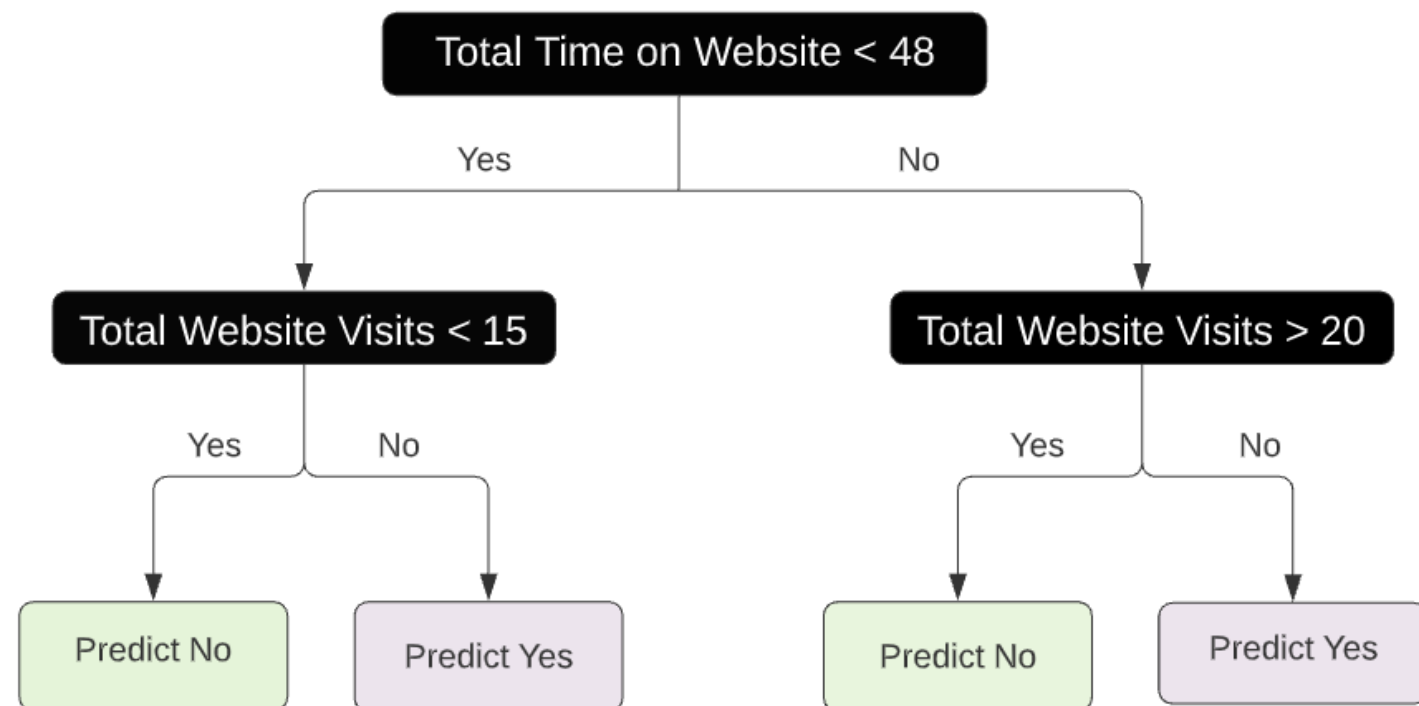 Total Time on Website < 48
Yes
No
Total Website Visits < 15
Total Website Visits > 20
Yes
No
Yes
No
Predict No
Predict Yes
Predict No
Predict Yes